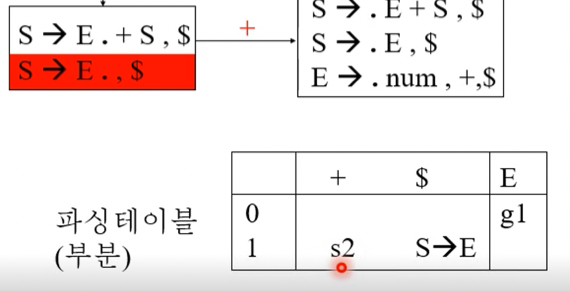 S → E . + S , $
S → E . , $
+
S → . E + S , $
S → . E , $
E → . num , +,$
파싱테이블
(부분)
+ $ E
0 g1
1 s2 S→E